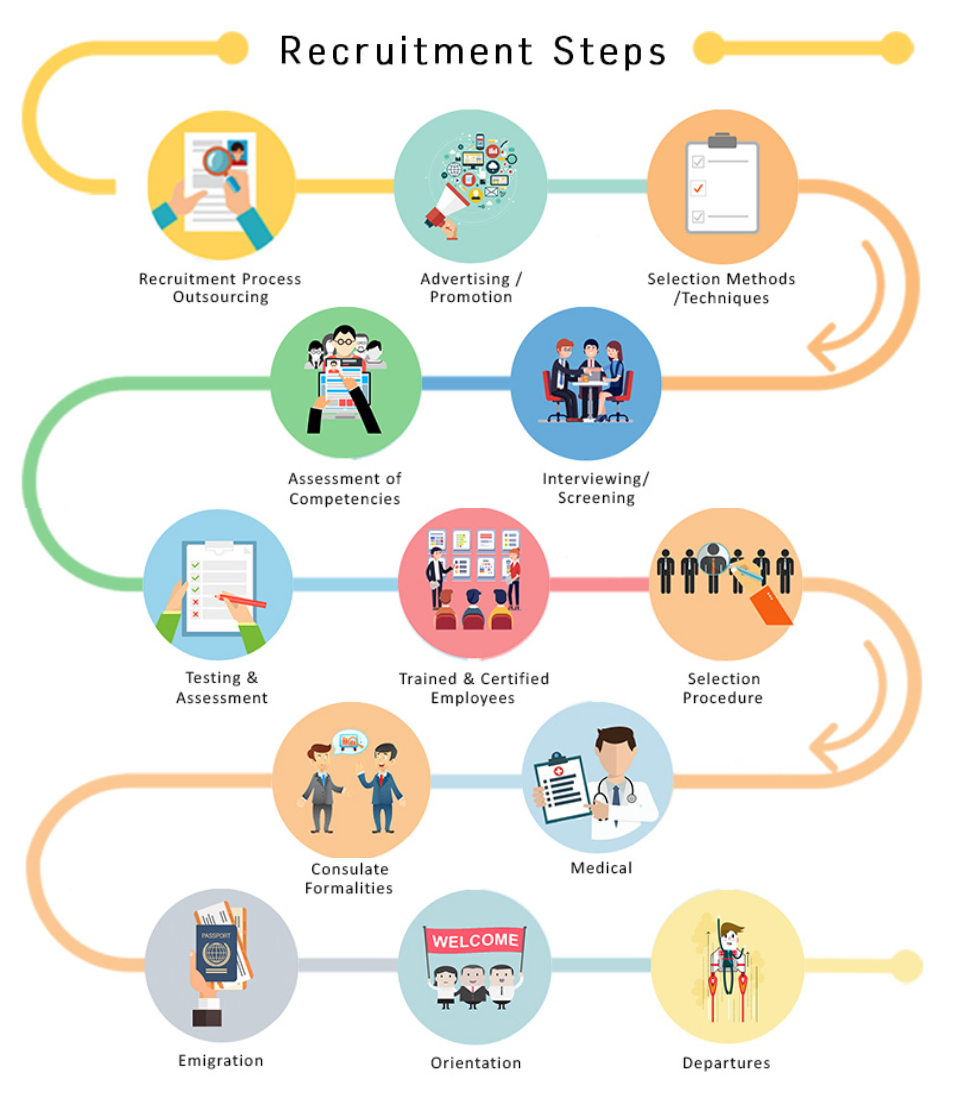 Recruitment Steps
Recruitment Process
Outsourcing
Advertising /
Promotion
Selection Methods
/Techniques
Assessment of
Competencies
Interviewing/
Screening
Testing &
Assessment
Trained & Certified
Employees
Selection
Procedure
Consulate
Formalities
Medical
PASSPORT
WELCOME
Emigration
Orientation
Departures